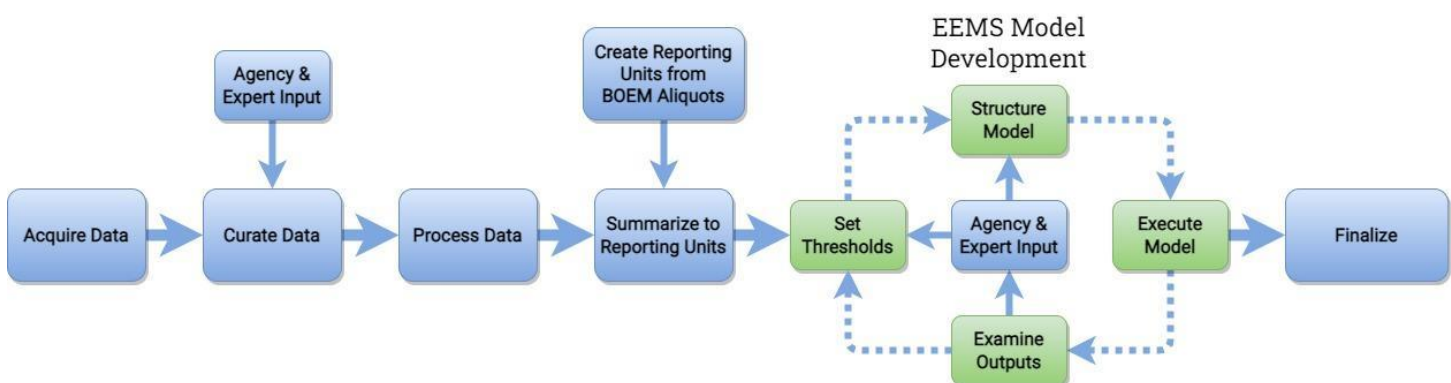 EEMS Model
Development
Agency &
Expert Input
Create Reporting
Units from
BOEM Aliquots
Structure
Model
Acquire Data
Curate Data
Process Data
Summarize to
Reporting Units
Set
Thresholds
Agency &
Expert Input
Execute
Model
Finalize
Examine
Outputs